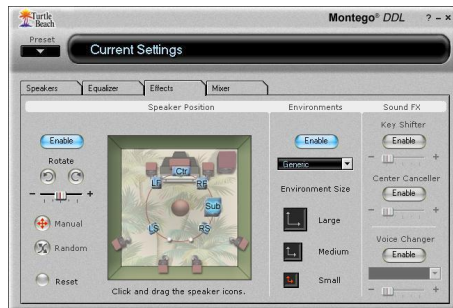 Turtle Beach
Montego® DDL ? – ×
Preset
Current Settings
Speakers Equalizer Effects Mixer
Speaker Position Environments Sound FX
Enable
Rotate
- +
Manual
Random
Reset
Ctr
LF RF
Sub
LS RS
Click and drag the speaker icons.
Enable
Generic
Environment Size
Large
Medium
Small
Key Shifter
Enable
- +
Center Canceller
Enable
- +
Voice Changer
Enable
- +